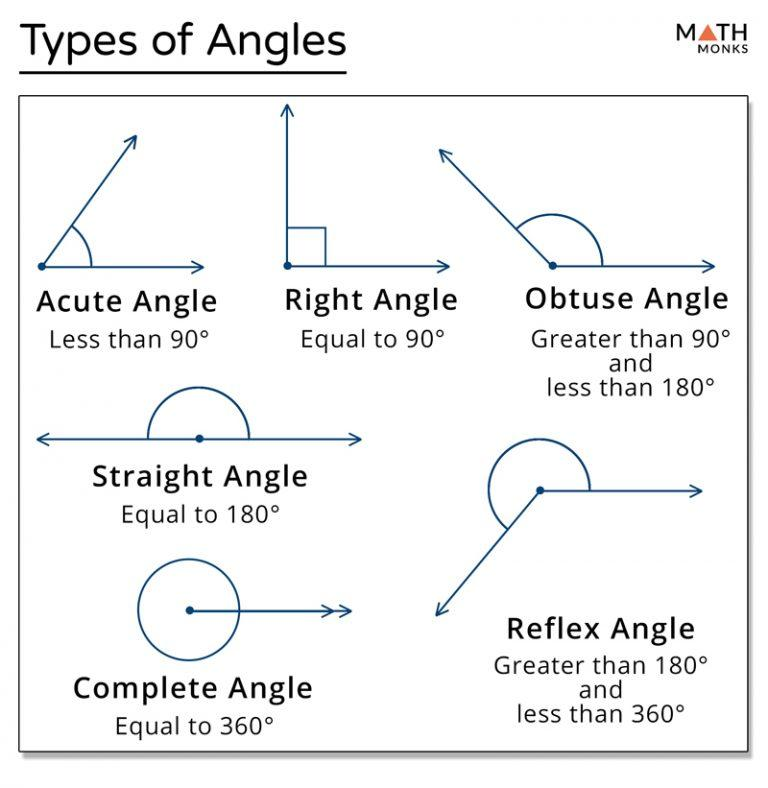 Types of Angles
MATH
MONKS
Acute Angle
Less than 90°
Right Angle
Equal to 90°
Obtuse Angle
Greater than 90°
and
less than 180°
Straight Angle
Equal to 180°
Reflex Angle
Greater than 180°
and
less than 360°
Complete Angle
Equal to 360°